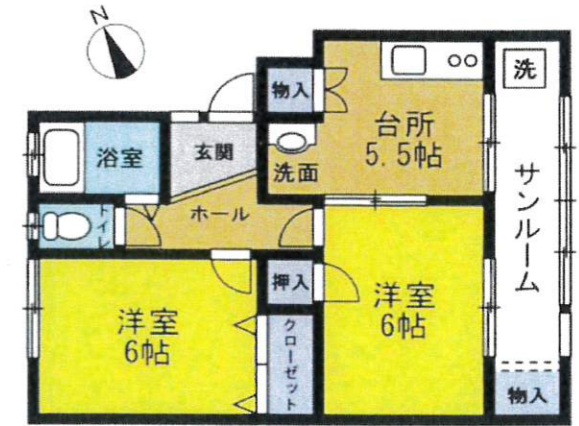 N
洗
物入
台所
5.5帖
浴室
玄関
洗面
サンルーム
トイレ
ホール
押入
洋室
6帖
洋室
6帖
クローゼット
物入